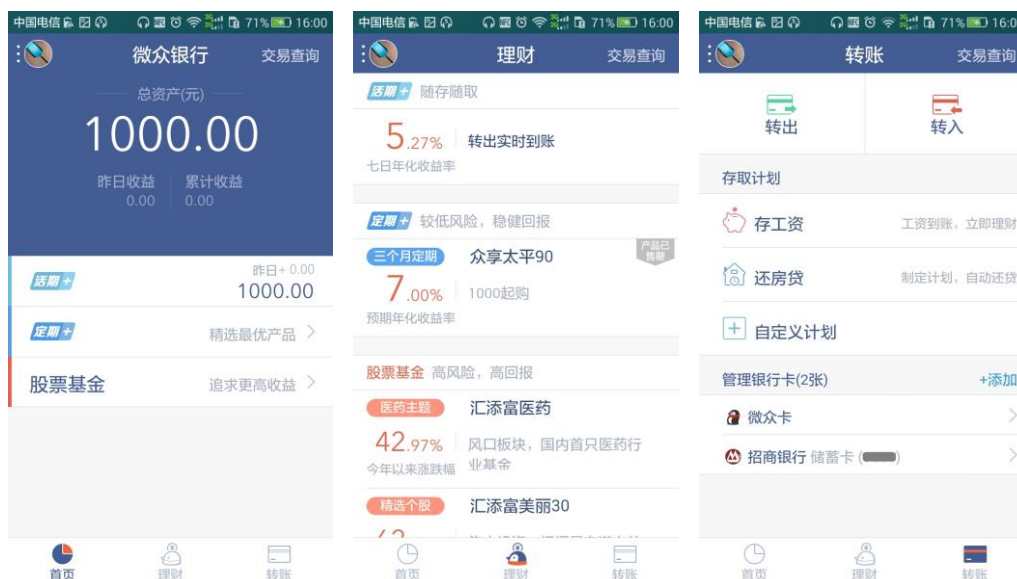 中国电信 71% 16:00
微众银行 交易查询
总资产(元)
1000.00
昨日收益 累计收益
0.00 0.00
活期+ 昨日+ 0.00
1000.00
定期+ 精选最优产品
股票基金 追求更高收益
首页 理财 转账
中国电信 71% 16:00
理财 交易查询
活期+ 随存随取
5.27% 转出实时到账
七日年化收益率
定期+ 较低风险，稳健回报
三个月定期 众享太平90 产品已
售罄
7.00% 1000起购
预期年化收益率
股票基金 高风险，高回报
医药主题 汇添富医药
42.97% 风口板块，国内首只医药行
今年以来涨跌幅 业基金
精选个股 汇添富美丽30
首页 理财 转账
中国电信 71% 16:0
转账 交易查询
转出 转入
存取计划
存工资 工资到账，立即理财
还房贷 制定计划，自动还贷
自定义计划
管理银行卡(2张) +添加
微众卡
招商银行 储蓄卡 ( )
首页 理财 转账